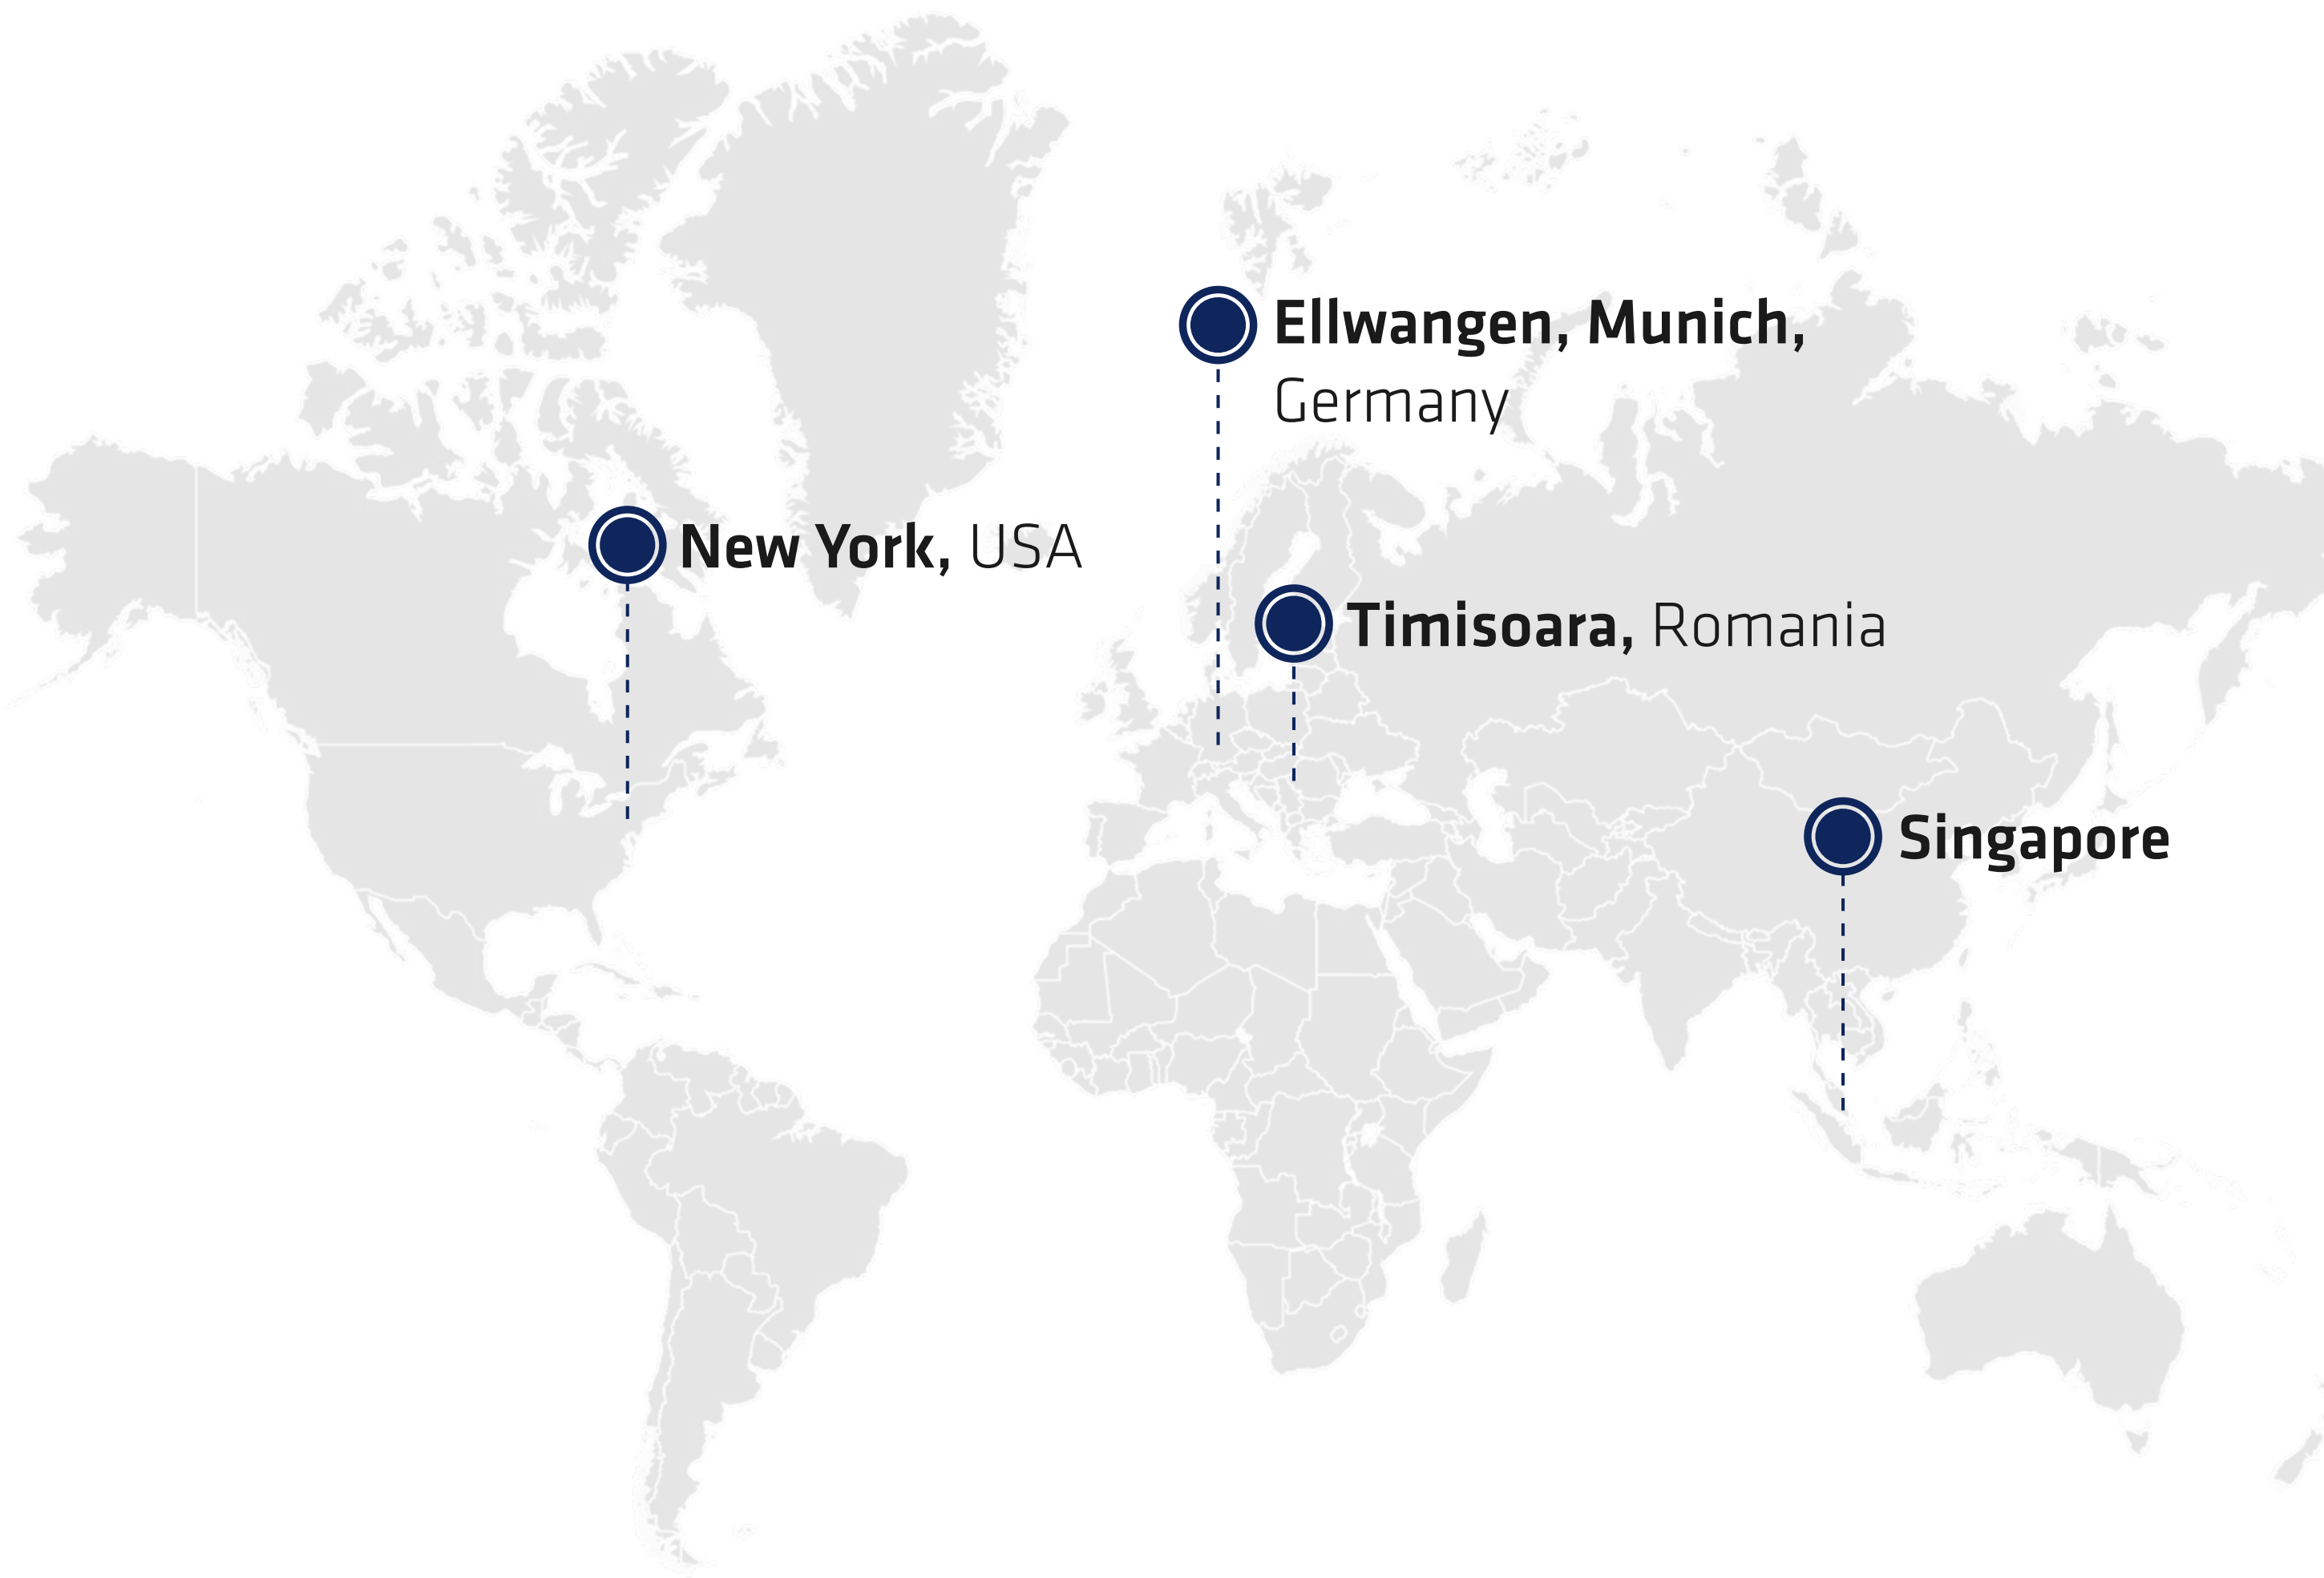 Ellwangen, Munich,
Germany
New York, USA
Timisoara, Romania
Singapore